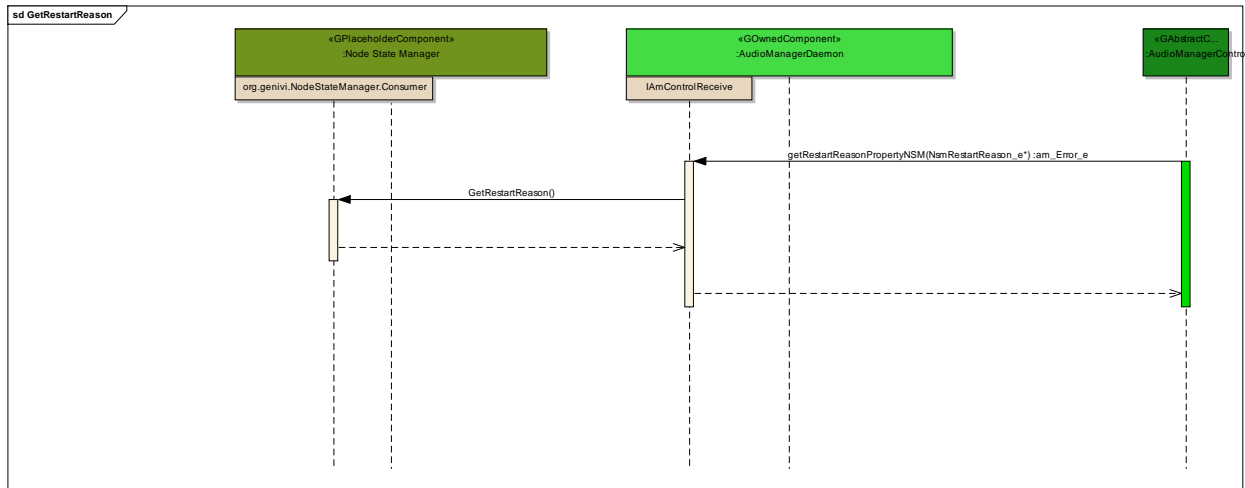 sd GetRestartReason
«GPlaceholderComponent»
:Node State Manager
org.genivi.NodeStateManager.Consumer
«GOwnedComponent»
:AudioManagerDaemon
IAmControlReceive
«GAbstractC...
:AudioManagerContro
getRestartReasonPropertyNSM(NsmRestartReason_e*) :am_Error_e
GetRestartReason()